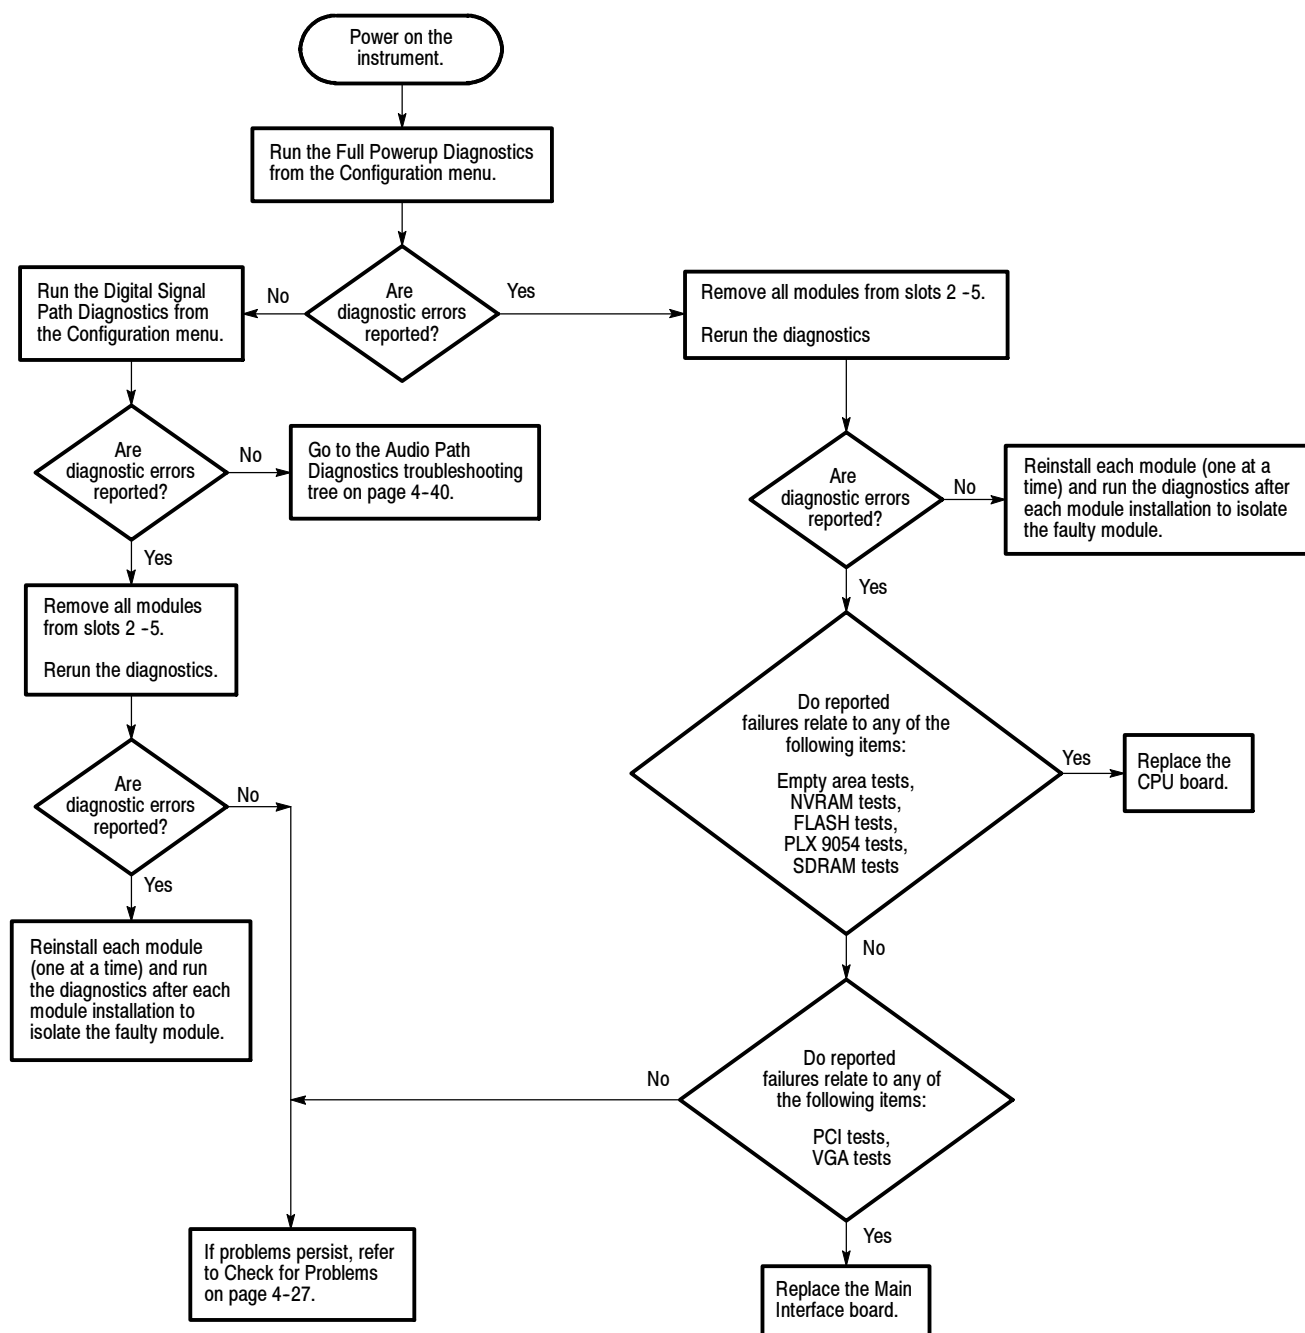 Power on the
instrument.
Run the Full Powerup Diagnostics
from the Configuration menu.
Are
diagnostic errors
reported?
No
Yes
Run the Digital Signal
Path Diagnostics from
the Configuration menu.
Remove all modules from slots 2 -5.
Rerun the diagnostics
Are
diagnostic errors
reported?
No
Go to the Audio Path
Diagnostics troubleshooting
tree on page 4-40.
Yes
Are
diagnostic errors
reported?
No
Reinstall each module (one at a
time) and run the diagnostics after
each module installation to isolate
the faulty module.
Yes
Remove all modules
from slots 2 -5.
Rerun the diagnostics.
Do reported
failures relate to any of the
following items:
Empty area tests,
NVRAM tests,
FLASH tests,
PLX 9054 tests,
SDRAM tests
Yes
Replace the
CPU board.
No
Are
diagnostic errors
reported?
No
Yes
Reinstall each module
(one at a time) and run
the diagnostics after each
module installation to
isolate the faulty module.
Do reported
failures relate to any of
the following items:
PCI tests,
VGA tests
No
Yes
If problems persist, refer
to Check for Problems
on page 4-27.
Replace the Main
Interface board.